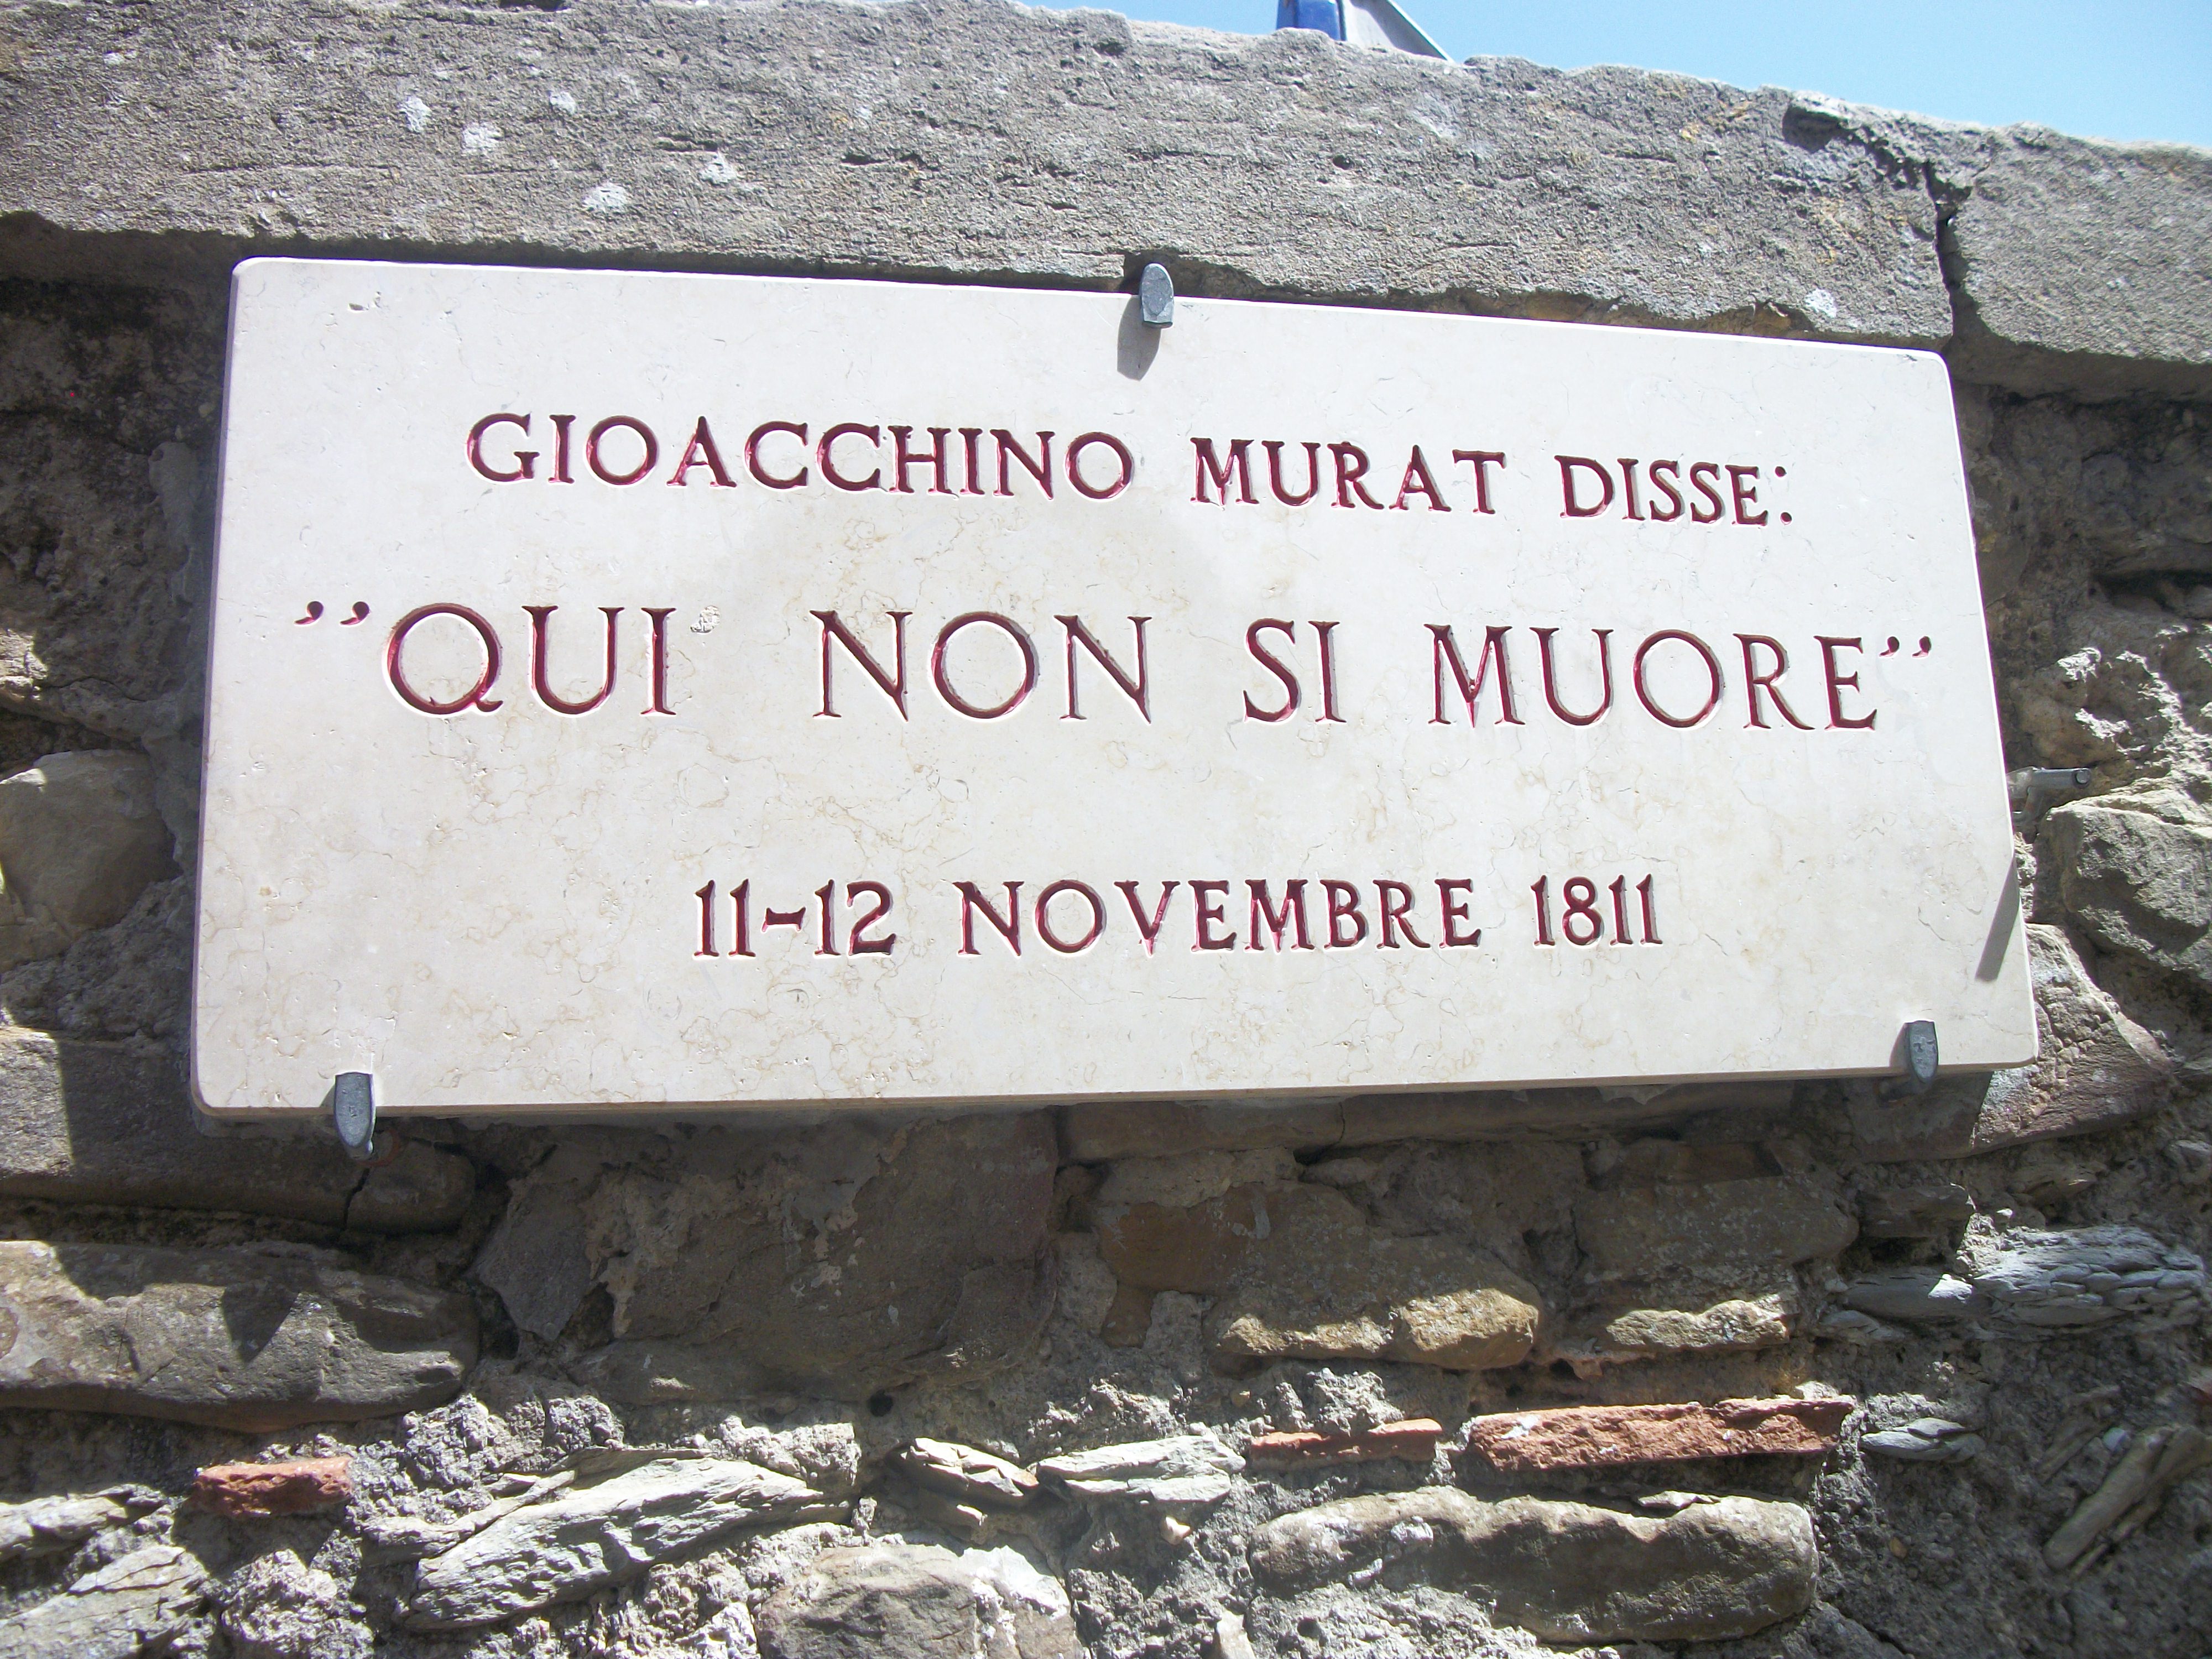 GIOACCHINO MURAT DISSE:
”QUI NON SI MUORE”
11-12 NOVEMBRE 1811